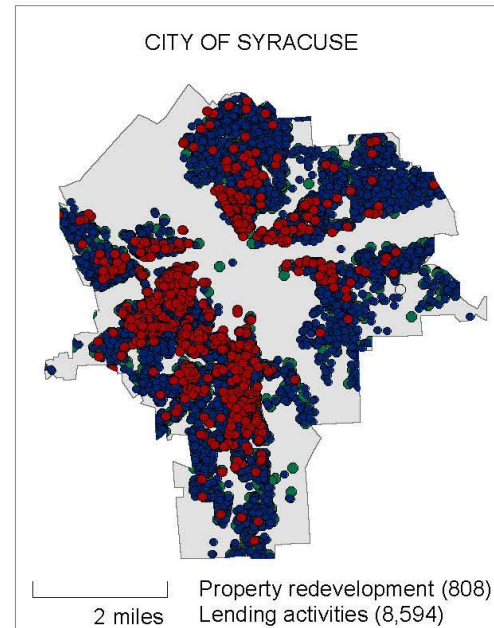 CITY OF SYRACUSE
Property redevelopment (808)
2 miles Lending activities (8,594)